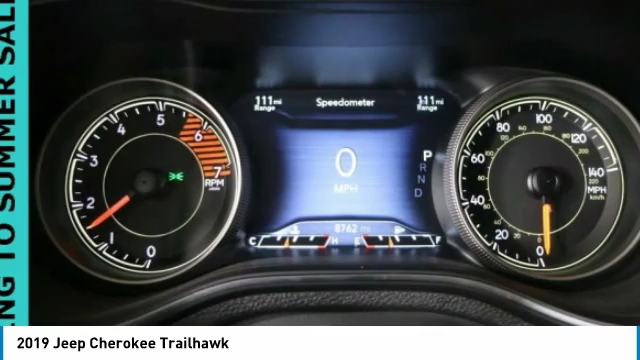 NG TO SUMMER SAL
111 mi
Range
Speedometer
111 mi
Range
0
MPH
P
R
N
D
8762 mi
C H E F
0 1 2 3 4 5 6 7
RPM
0 20 40 60 80 100 120 140
MPH
km/h
2019 Jeep Cherokee Trailhawk